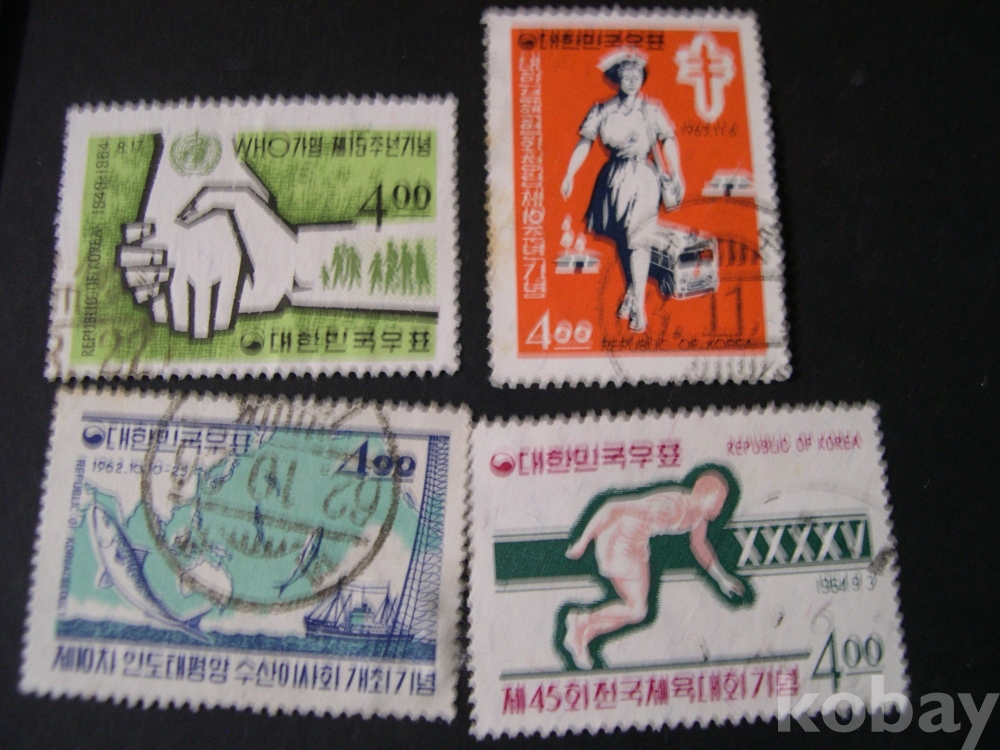 8.17 WHO가입 제15주년기념
REPUBLIC OF KOREA 1949-1964
4.00
대한민국우표
대한민국우표
1963.11.6
4.00
REPUBLIC OF KOREA
11
대한민국우표
1962.10.10-25
4.00
62 10
제10차 인도태평양 수산이사회개최기념
대한민국우표
REPUBLIC OF KOREA
XXXXV
1964.9.3
4.00
제45회전국체육대회기념
kobay